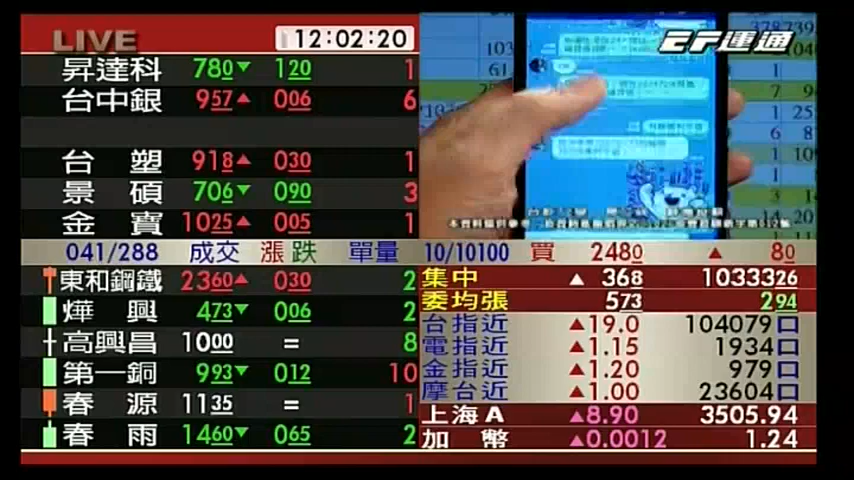 LIVE 12:02:20
昇達科 780▼ 120 1
台中銀 957▲ 006 6
台塑 918▲ 030 1
景碩 706▼ 090 3
金寶 1025▲ 005 1
EF運通
041/288 成交 漲跌 單量
東和鋼鐵 2360▲ 030 2
燁興 473▼ 006 2
高興昌 1000 = 8
第一銅 993▼ 012 10
春源 1135 = 1
春雨 1460▼ 065 2
10/10100 買 2480 ▲ 80
集中 ▲ 368 1033326
委均張 573 294
台指近 ▲19.0 104079口
電指近 ▲1.15 1934口
金指近 ▲1.20 979口
摩台近 ▲1.00 23604口
上海A ▲8.90 3505.94
加幣 ▲0.0012 1.24